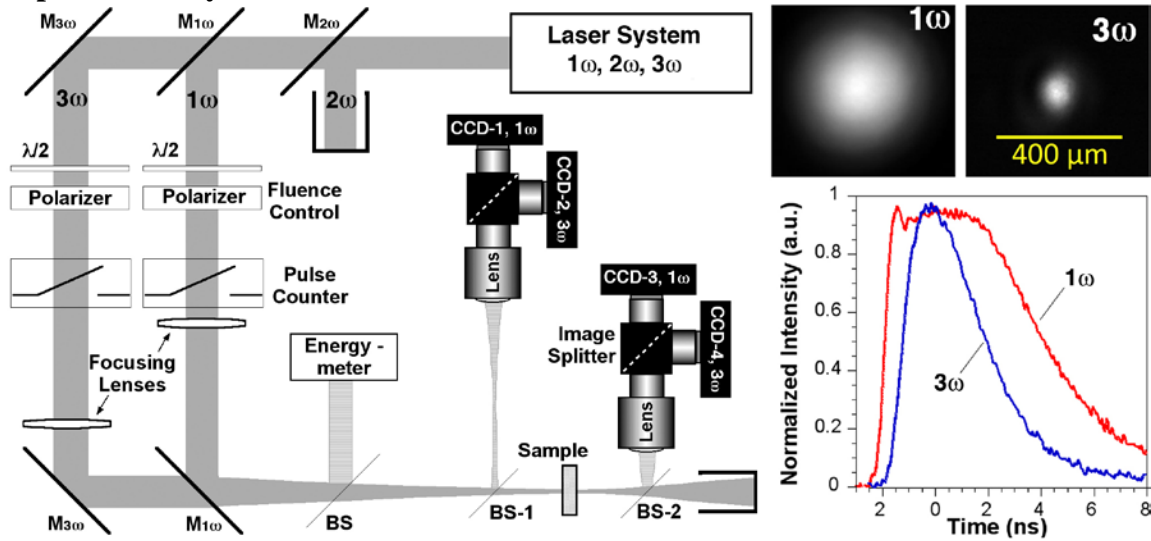 M3ω
M1ω
M2ω
Laser System
1ω, 2ω, 3ω
3ω
1ω
2ω
λ/2
λ/2
Polarizer
Polarizer
Fluence
Control
Pulse
Counter
Focusing
Lenses
Energy -
meter
CCD-1, 1ω
CCD-2, 3ω
Lens
CCD-3, 1ω
CCD-4, 3ω
Image
Splitter
Lens
Sample
M3ω
M1ω
BS
BS-1
BS-2
1ω
3ω
400 µm
Normalized Intensity (a.u.)
1
0.8
0.6
0.4
0.2
0
1ω
3ω
2
0
2
4
6
8
Time (ns)